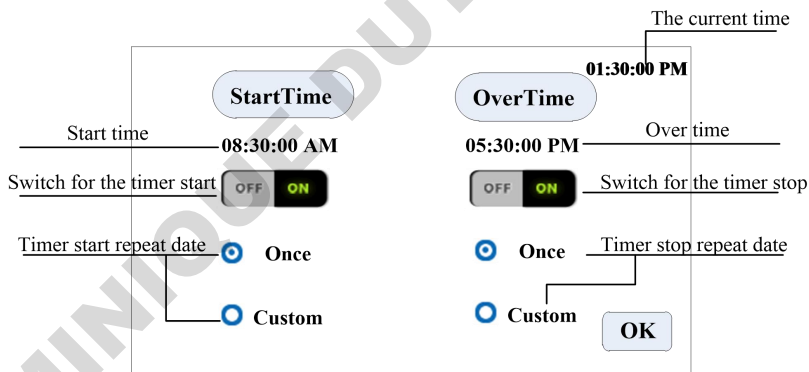 The current time
01:30:00 PM
StartTime OverTime
Start time 08:30:00 AM 05:30:00 PM Over time
Switch for the timer start OFF ON OFF ON Switch for the timer stop
Timer start repeat date Once Once Timer stop repeat date
Custom Custom
OK
MINIQUE DU